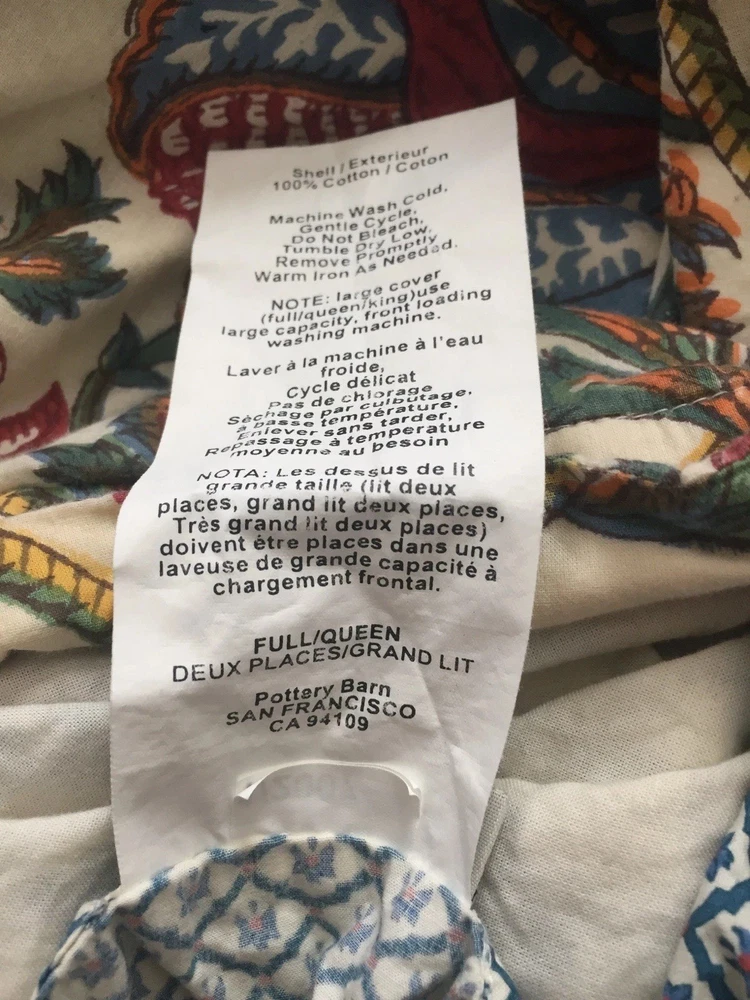 Shell / Exterieur
100% Cotton / Coton
Machine Wash Cold,
Gentle Cycle,
Do Not Bleach,
Tumble Dry Low,
Remove Promptly
Warm Iron As Needed.
NOTE: large cover
(full/queen/king)use
large capacity, front loading
washing machine.
Laver à la machine à l'eau
froide,
Cycle délicat
Pas de chlorage
Séchage par culbutage,
à basse température,
Enlever sans tarder,
Repassage à temperature
moyenne au besoin
NOTA: Les dessus de lit
grande taille (lit deux
places, grand lit deux places,
Très grand lit deux places)
doivent étre places dans une
laveuse de grande capacité à
chargement frontal.
FULL/QUEEN
DEUX PLACES/GRAND LIT
Pottery Barn
SAN FRANCISCO
CA 94109